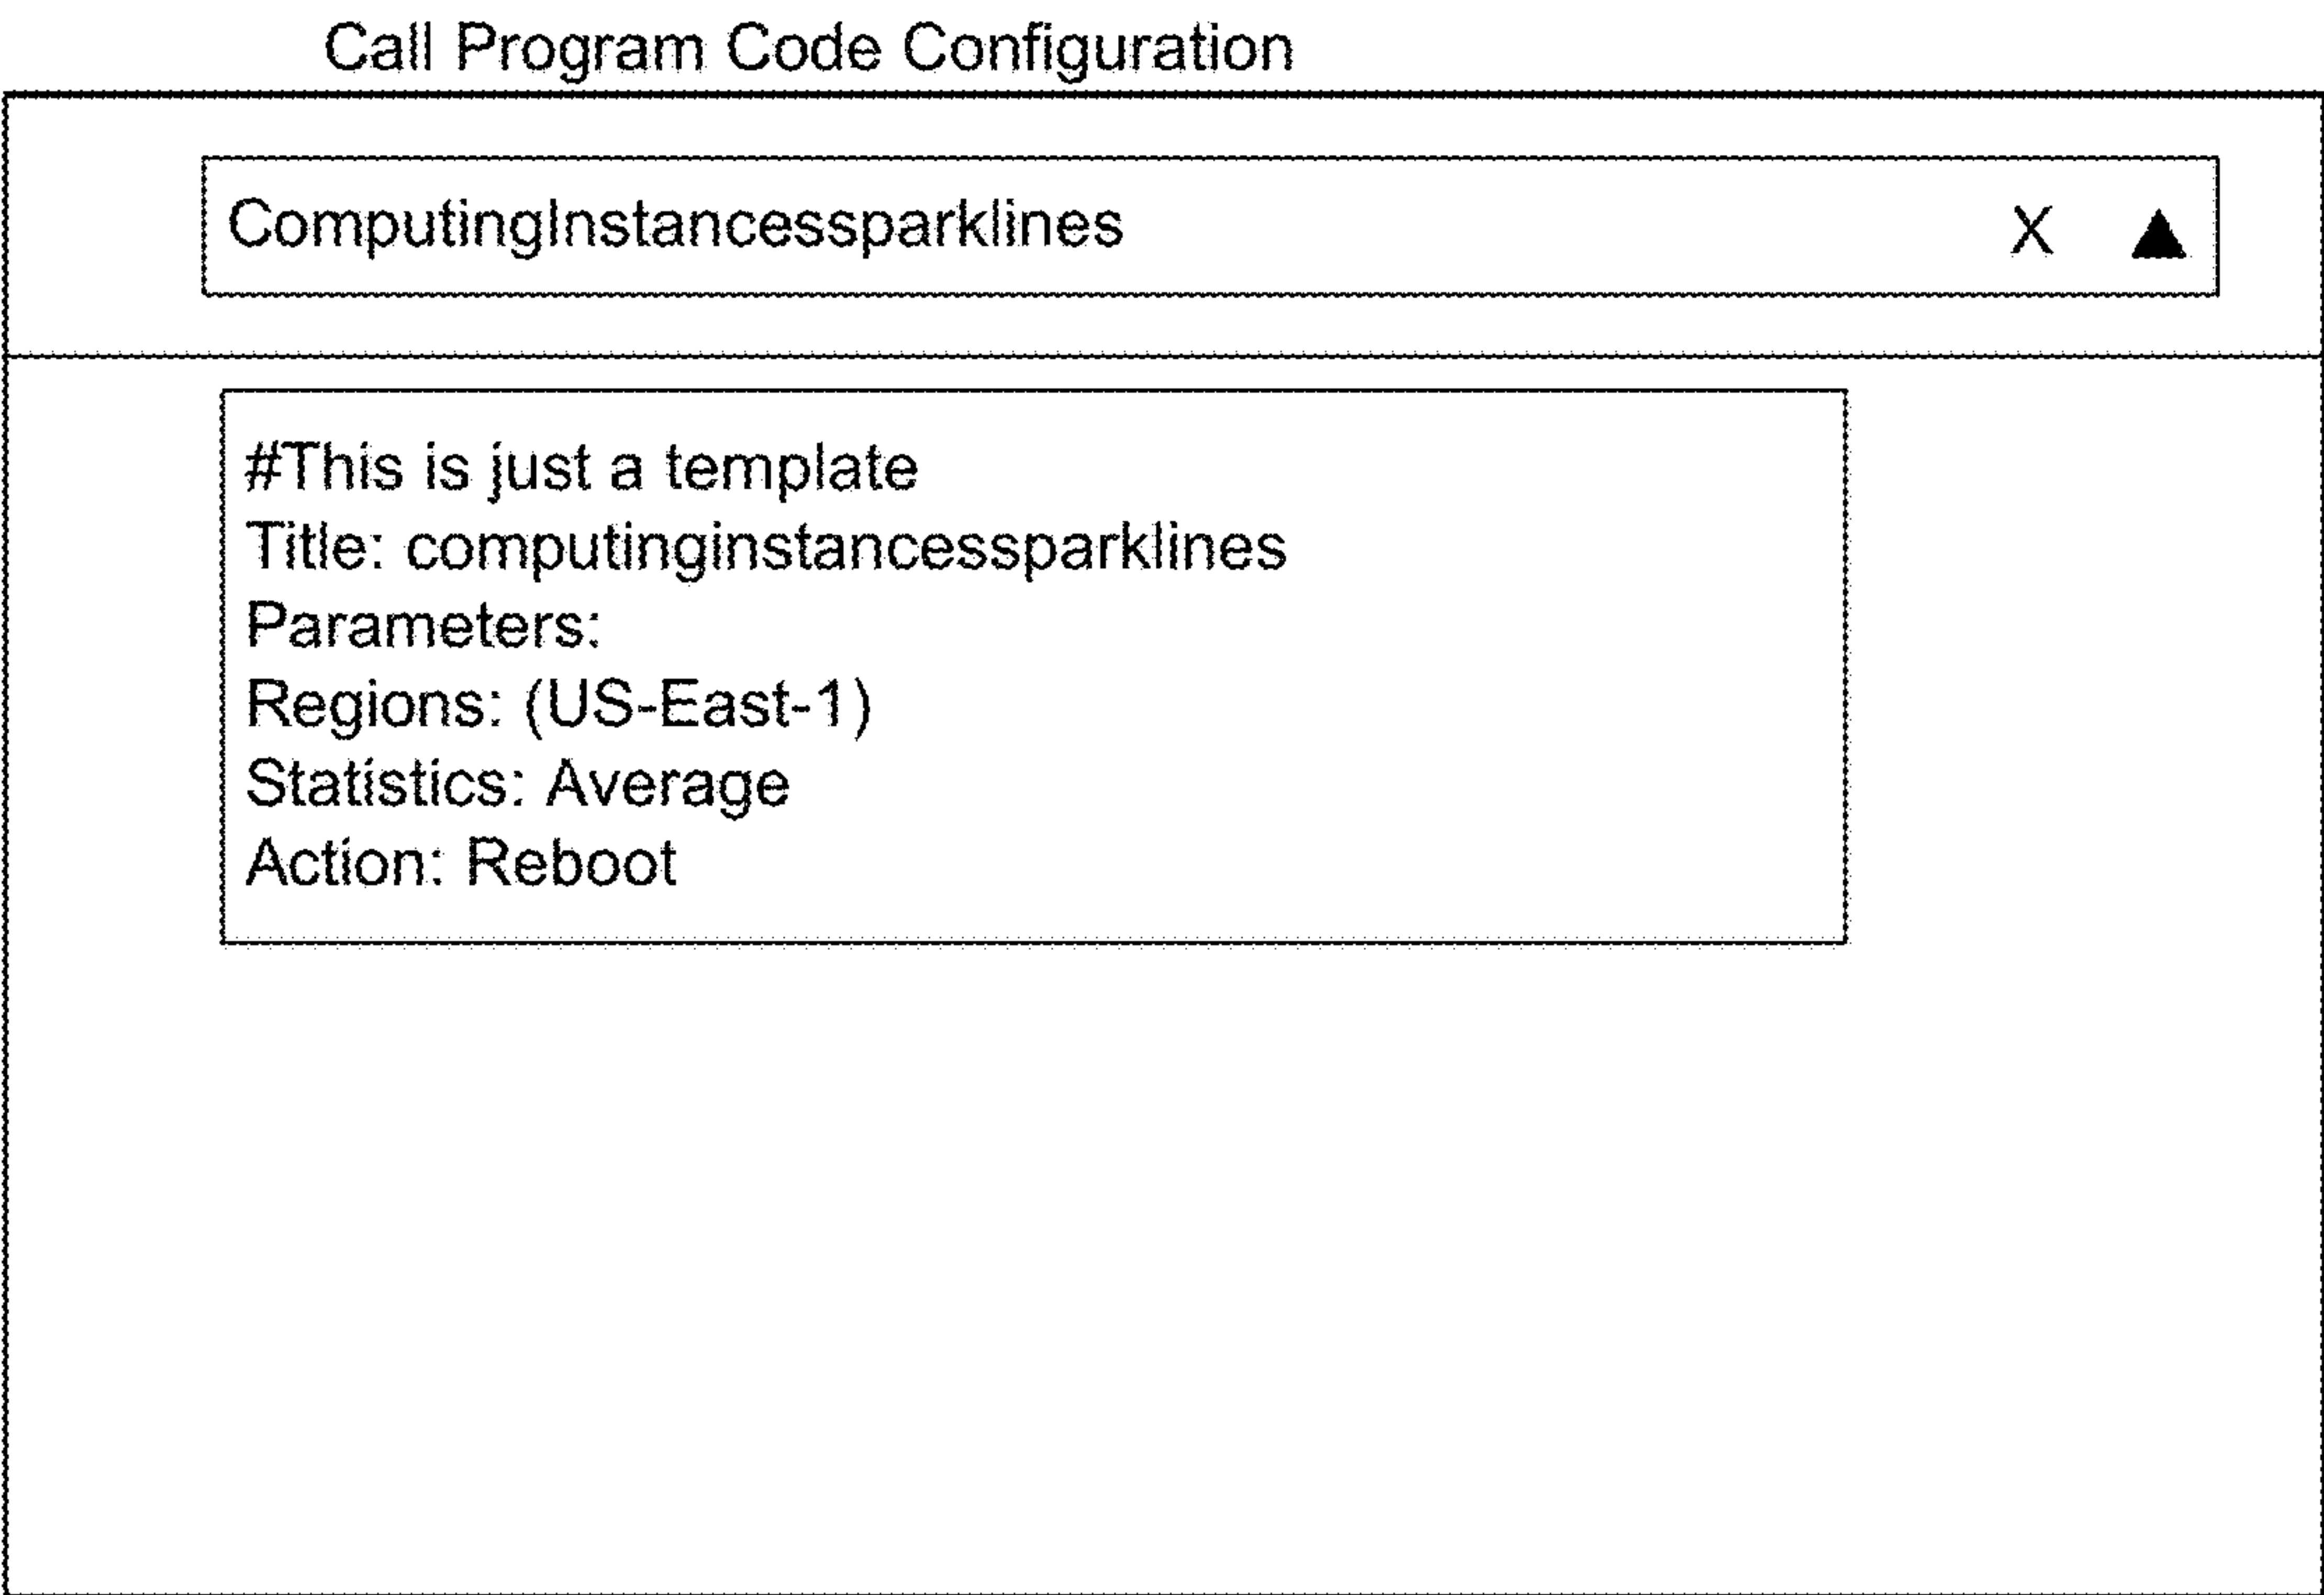 Call Program Code Configuration
ComputingInstancessparklines X ▲
#This is just a template
Title: computinginstancessparklines
Parameters:
Regions: (US-East-1)
Statistics: Average
Action: Reboot